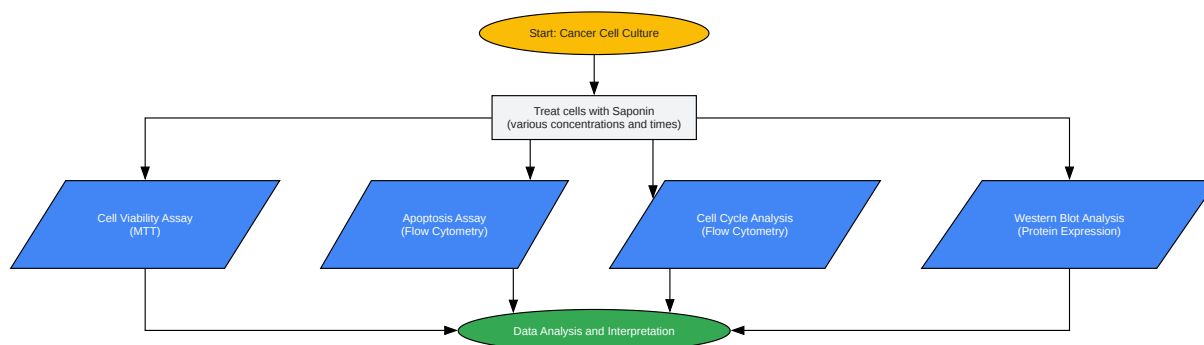 Start: Cancer Cell Culture
Treat cells with Saponin
(various concentrations and times)
Cell Viability Assay
(MTT)
Apoptosis Assay
(Flow Cytometry)
Cell Cycle Analysis
(Flow Cytometry)
Western Blot Analysis
(Protein Expression)
Data Analysis and Interpretation